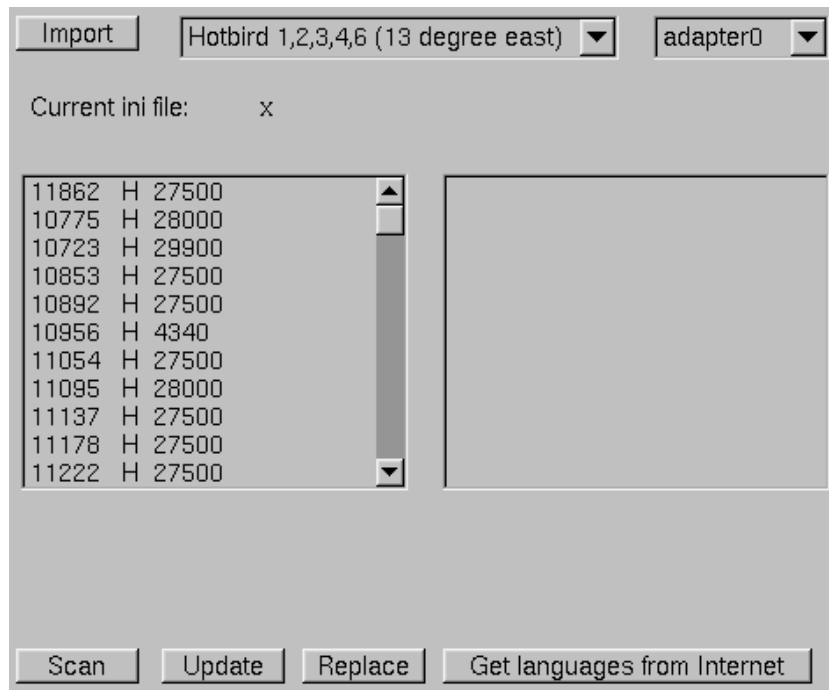 Import Hotbird 1,2,3,4,6 (13 degree east) adapter0
Current ini file: x
11862 H 27500
10775 H 28000
10723 H 29900
10853 H 27500
10892 H 27500
10956 H 4340
11054 H 27500
11095 H 28000
11137 H 27500
11178 H 27500
11222 H 27500
Scan Update Replace Get languages from Internet